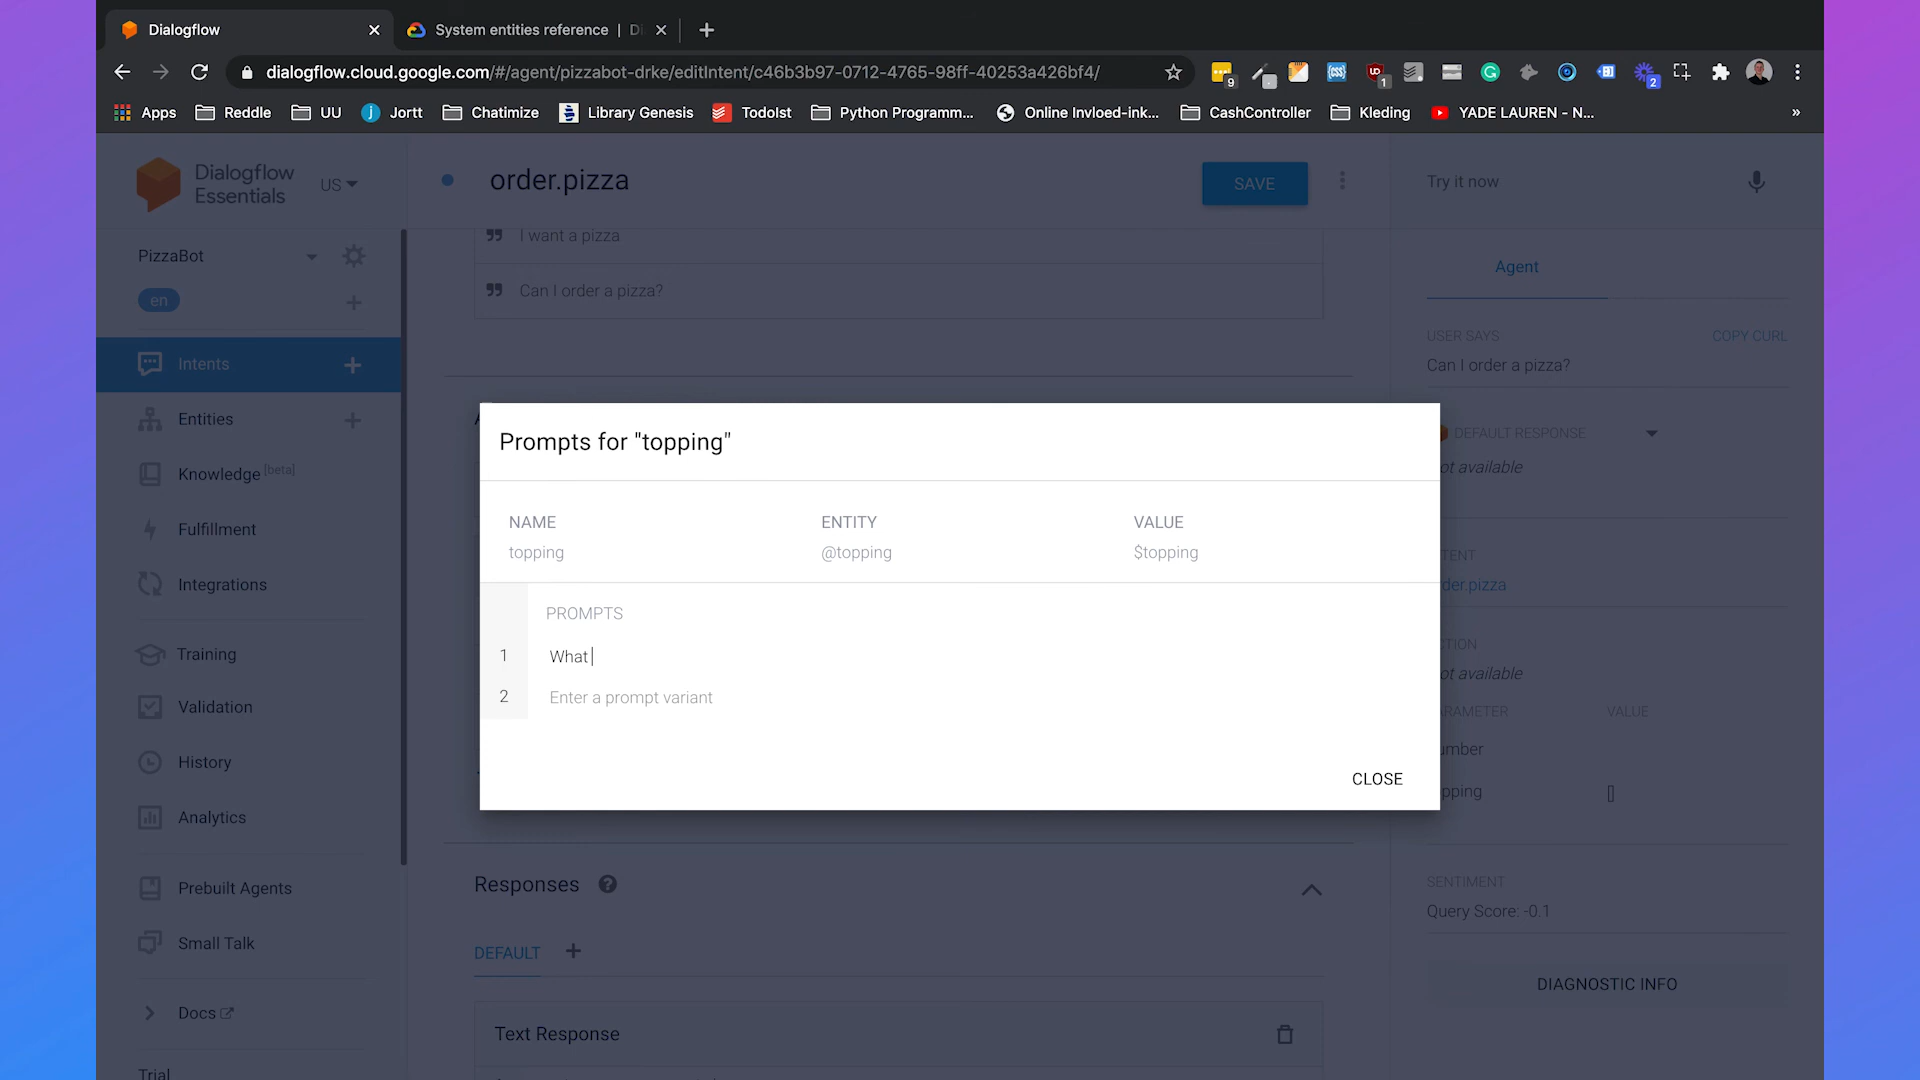 Dialogflow
System entities reference | Di
dialogflow.cloud.google.com/#/agent/pizzabot-drke/editIntent/c46b3b97-0712-4765-98ff-40253a426bf4/
9
1
2
Apps
Reddle
UU
Jortt
Chatimize
Library Genesis
TodoIst
Python Programm...
Online Invloed-ink...
CashController
Kleding
YADE LAUREN - N...
»
Dialogflow
Essentials
US
order.pizza
SAVE
Try it now
PizzaBot
en
I want a pizza
Can I order a pizza?
Agent
Intents
Entities
Knowledge [beta]
Fulfillment
Integrations
Training
Validation
History
Analytics
Prebuilt Agents
Small Talk
Docs
Trial
Prompts for "topping"
NAME
ENTITY
VALUE
topping
@topping
$topping
PROMPTS
1
What
2
Enter a prompt variant
CLOSE
Responses
DEFAULT
Text Response
USER SAYS
COPY CURL
Can I order a pizza?
DEFAULT RESPONSE
ot available
TENT
der.pizza
TION
ot available
RAMETER
VALUE
umber
pping
[]
SENTIMENT
Query Score: -0.1
DIAGNOSTIC INFO